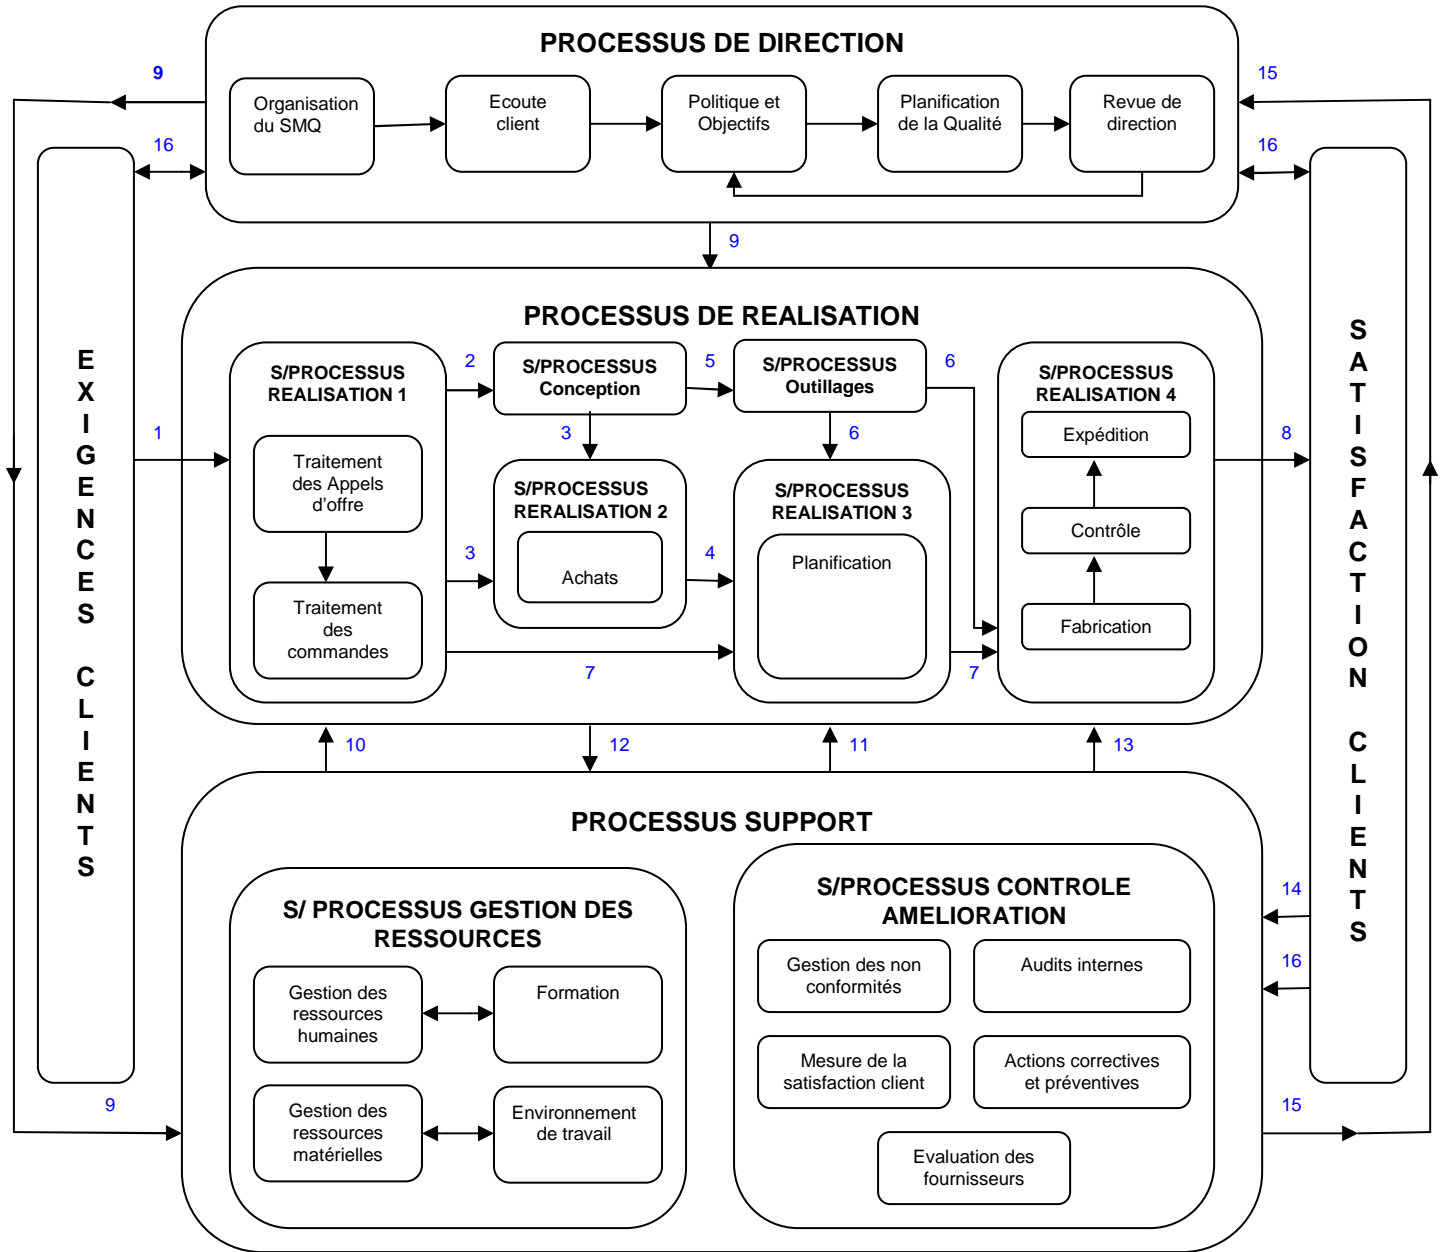 PROCESSUS DE DIRECTION
9
15
Organisation
du SMQ
Ecoute
client
Politique et
Objectifs
Planification
de la Qualité
Revue de
direction
16
16
9
PROCESSUS DE REALISATION
E
X
I
G
E
N
C
E
S
C
L
I
E
N
T
S
1
S/PROCESSUS
REALISATION 1
Traitement
des Appels
d'offre
Traitement
des
commandes
2
S/PROCESSUS
Conception
5
S/PROCESSUS
Outillages
6
3
6
S/PROCESSUS
RERALISATION 2
Achats
3
4
S/PROCESSUS
REALISATION 3
Planification
7
7
S/PROCESSUS
REALISATION 4
Expédition
Contrôle
Fabrication
8
S
A
T
I
S
F
A
C
T
I
O
N
C
L
I
E
N
T
S
10
12
11
13
PROCESSUS SUPPORT
S/ PROCESSUS GESTION DES
RESSOURCES
Gestion des
ressources
humaines
Formation
Gestion des
ressources
matérielles
Environnement
de travail
S/PROCESSUS CONTROLE
AMELIORATION
Gestion des non
conformités
Audits internes
Mesure de la
satisfaction client
Actions correctives
et préventives
Evaluation des
fournisseurs
14
16
9
15